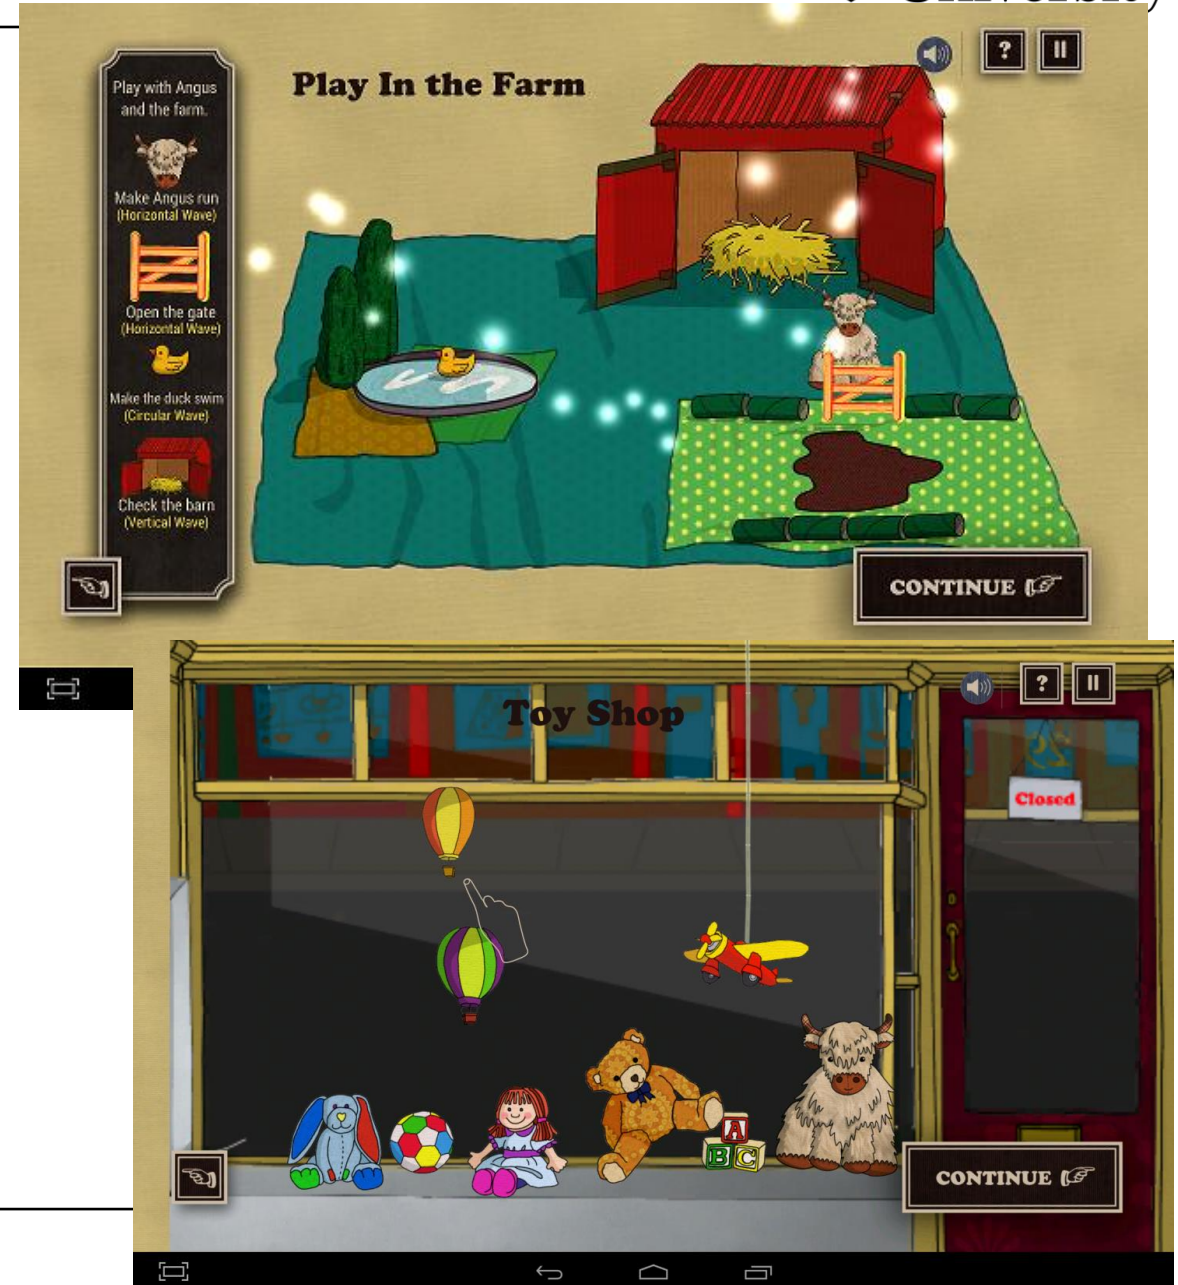 University
Play In the Farm
?
Play with Angus
and the farm.
Make Angus run
(Horizontal Wave)
Open the gate
(Horizontal Wave)
Make the duck swim
(Circular Wave)
Check the barn
(Vertical Wave)
CONTINUE
Toy Shop
?
Closed
A
B C
CONTINUE